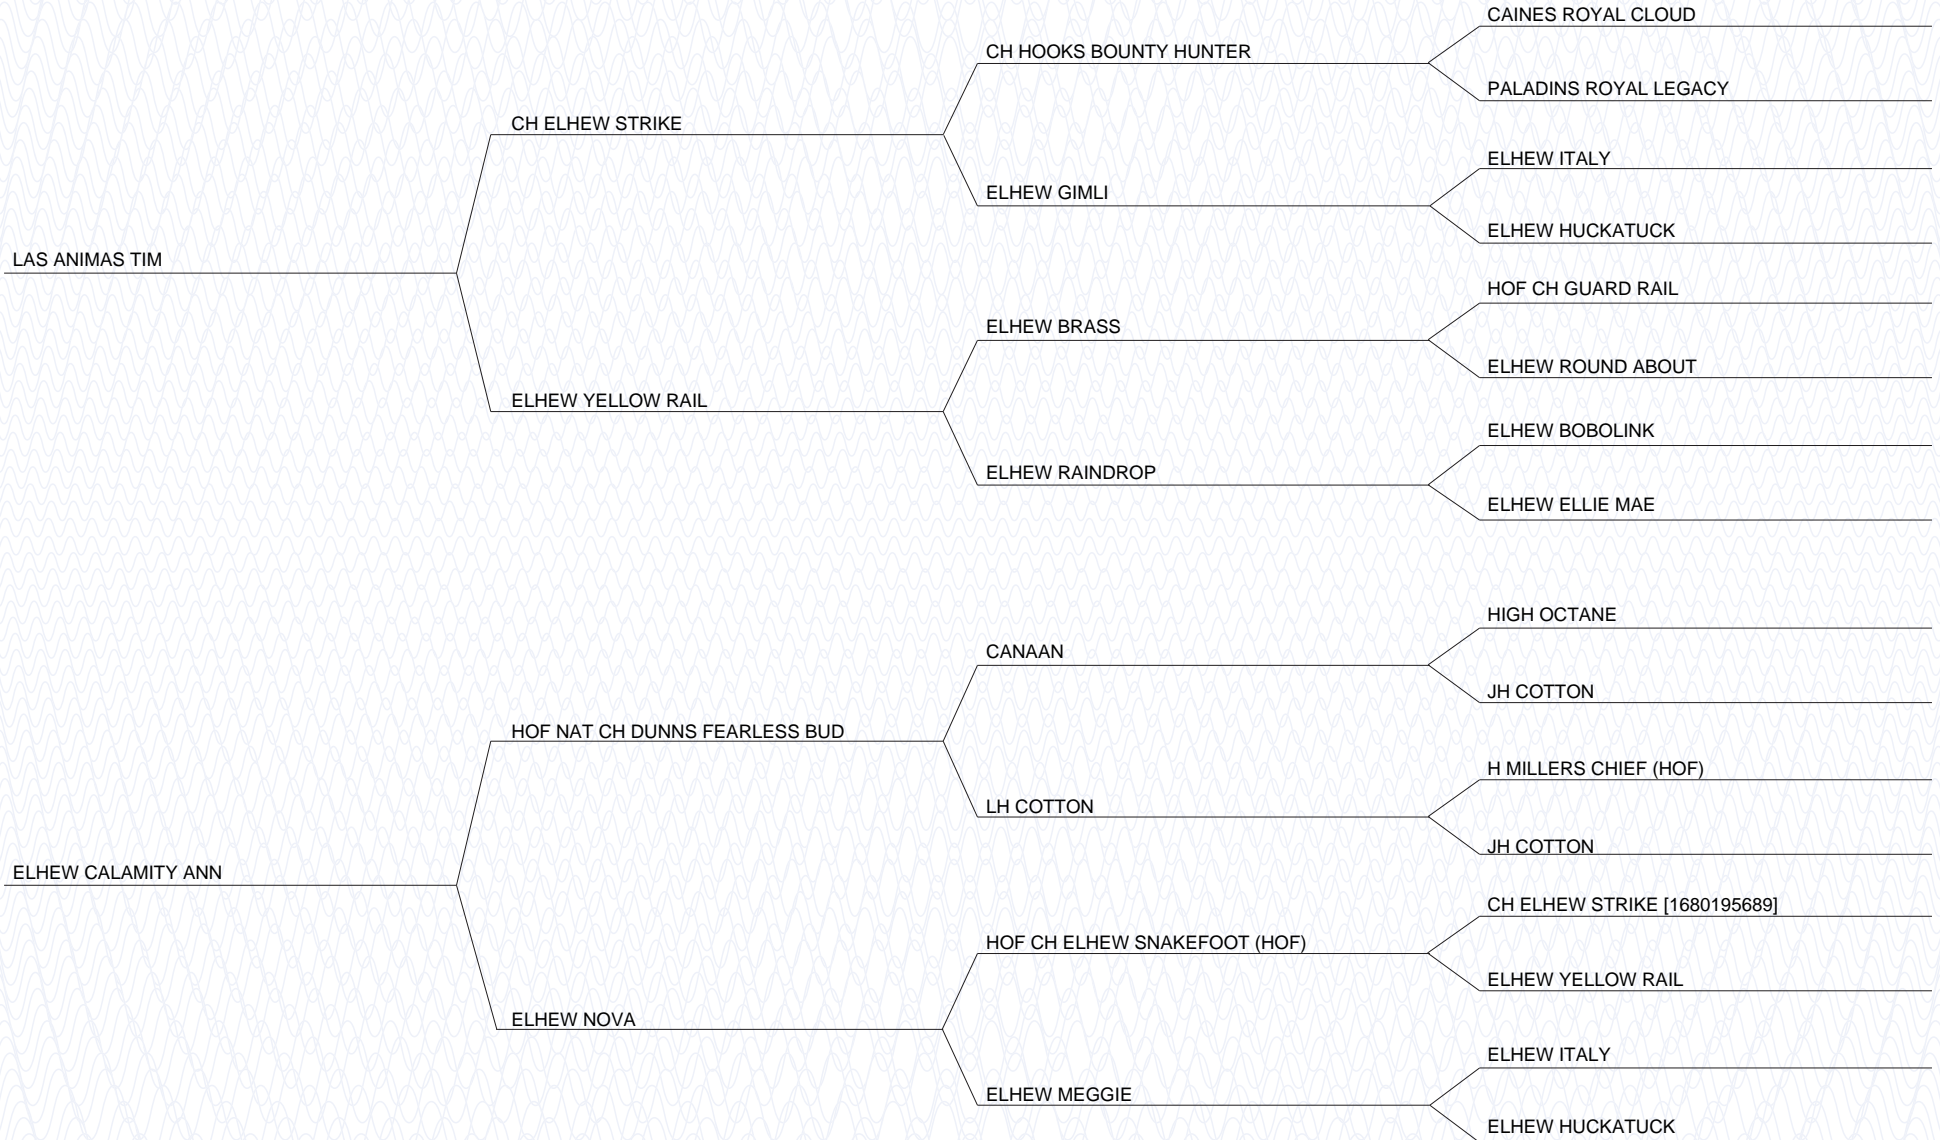 CAINES ROYAL CLOUD
CH HOOKS BOUNTY HUNTER
PALADINS ROYAL LEGACY
CH ELHEW STRIKE
ELHEW ITALY
ELHEW GIMLI
ELHEW HUCKATUCK
LAS ANIMAS TIM
HOF CH GUARD RAIL
ELHEW BRASS
ELHEW ROUND ABOUT
ELHEW YELLOW RAIL
ELHEW BOBOLINK
ELHEW RAINDROP
ELHEW ELLIE MAE
HIGH OCTANE
CANAAN
JH COTTON
HOF NAT CH DUNNS FEARLESS BUD
H MILLERS CHIEF (HOF)
LH COTTON
JH COTTON
ELHEW CALAMITY ANN
CH ELHEW STRIKE [1680195689]
HOF CH ELHEW SNAKEFOOT (HOF)
ELHEW YELLOW RAIL
ELHEW NOVA
ELHEW ITALY
ELHEW MEGGIE
ELHEW HUCKATUCK